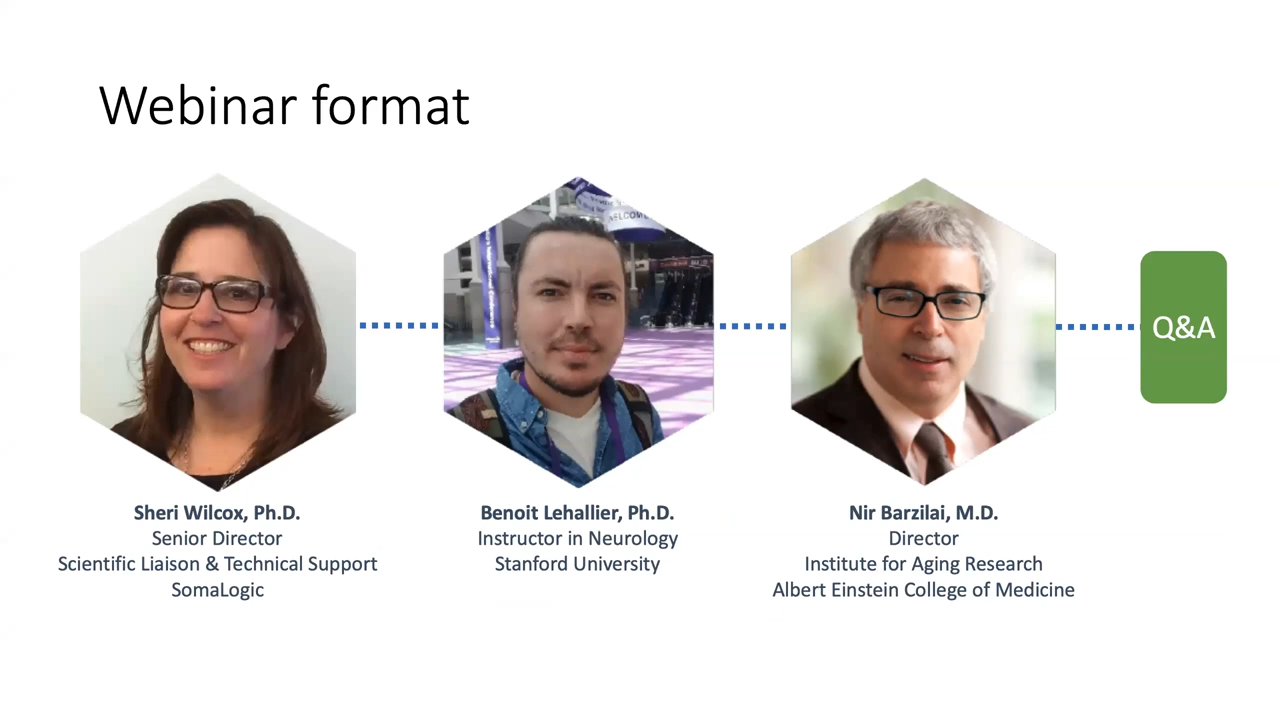 Webinar format
WELCOME
Q&A
Sheri Wilcox, Ph.D.
Senior Director
Scientific Liaison & Technical Support
SomaLogic
Benoit Lehallier, Ph.D.
Instructor in Neurology
Stanford University
Nir Barzilai, M.D.
Director
Institute for Aging Research
Albert Einstein College of Medicine